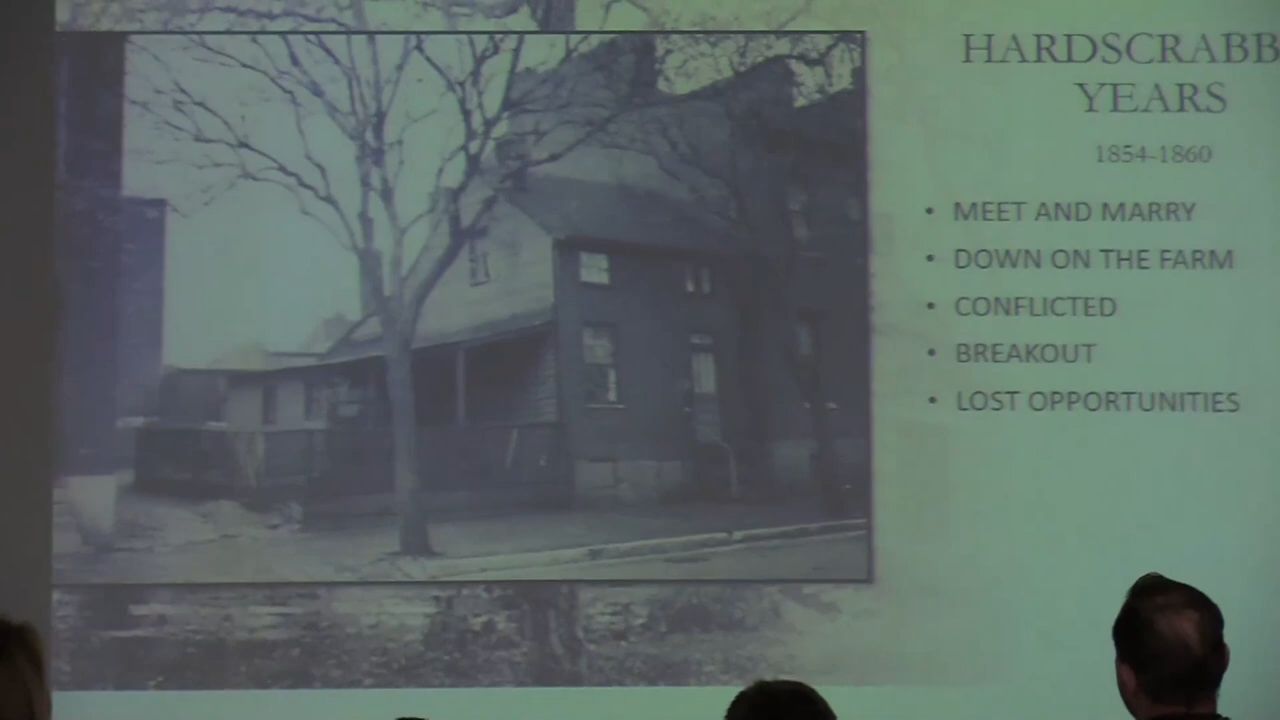 HARDSCRABB
YEARS
1854-1860
• MEET AND MARRY
• DOWN ON THE FARM
• CONFLICTED
• BREAKOUT
• LOST OPPORTUNITIES